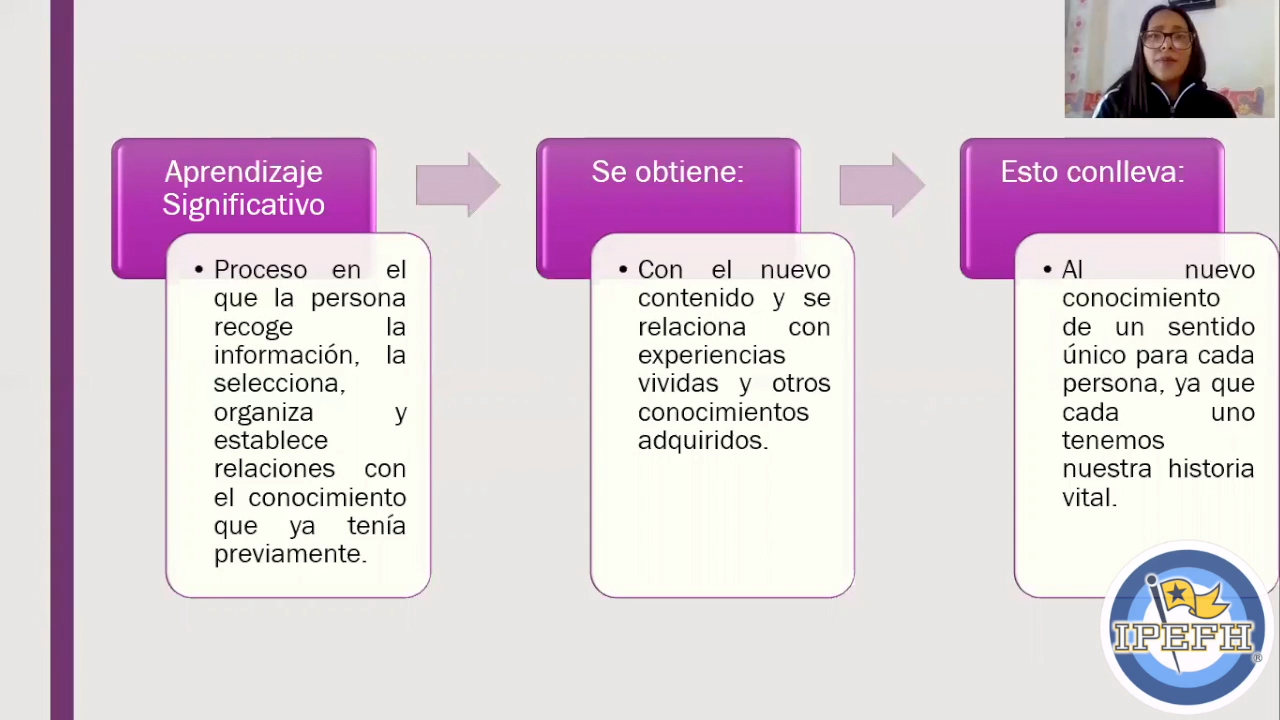 Aprendizaje
Significativo
• Proceso en el
que la persona
recoge la
información, la
selecciona,
organiza y
establece
relaciones con
el conocimiento
que ya tenía
previamente.
Se obtiene:
• Con el nuevo
contenido y se
relaciona con
experiencias
vividas y otros
conocimientos
adquiridos.
Esto conlleva:
• Al nuevo
conocimiento
de un sentido
único para cada
persona, ya que
cada uno
tenemos
nuestra historia
vital.
IPEFH®